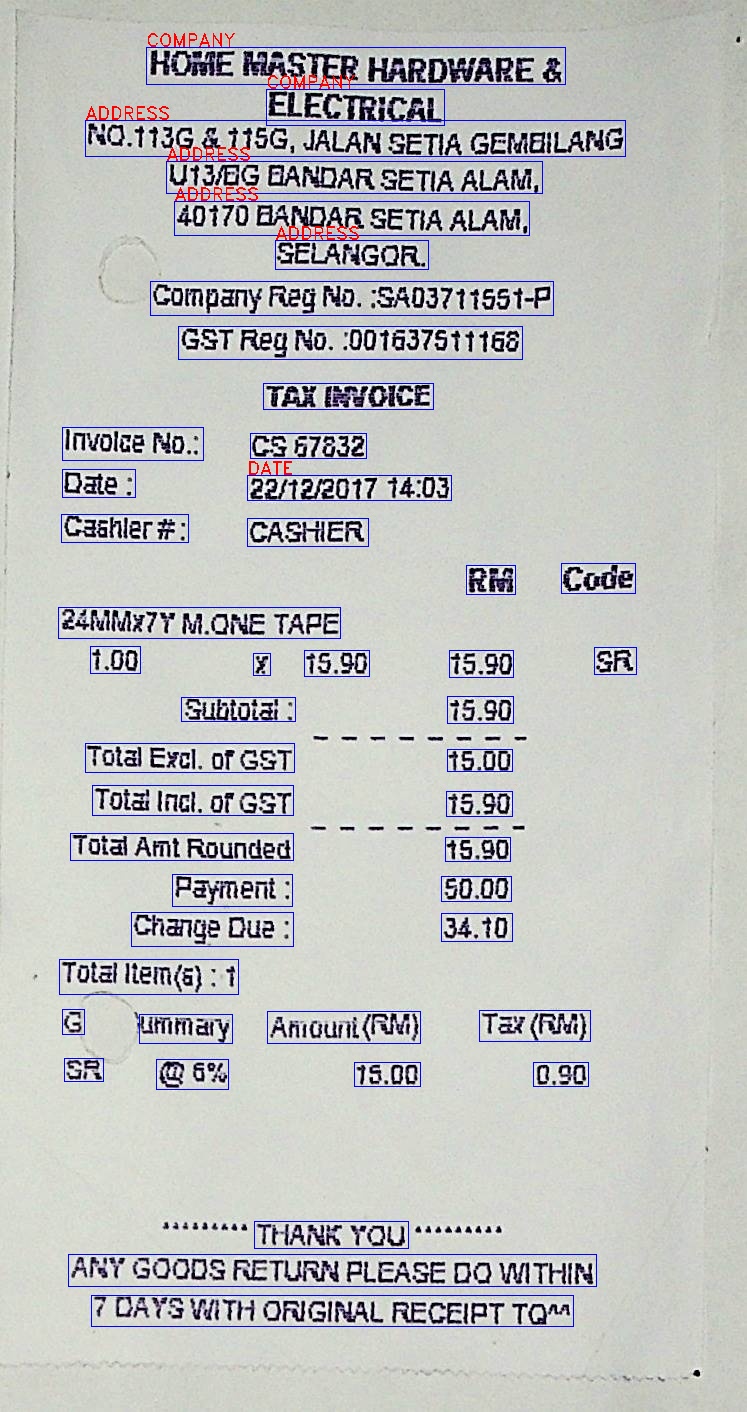 COMPANY
HOME MASTER HARDWARE &
COMPANY
ELECTRICAL
ADDRESS
NO.113G & 115G, JALAN SETIA GEMBILANG
ADDRESS
U13/BG BANDAR SETIA ALAM,
ADDRESS
40170 BANDAR SETIA ALAM,
ADDRESS
SELANGOR.
Company Reg No. :SA03711551-P
GST Reg No. :001637511168
TAX INVOICE
Invoice No.: CS 67832
DATE
Date : 22/12/2017 14:03
Cashier #: CASHIER
RM Code
24MMx7Y M.ONE TAPE
1.00 x 15.90 15.90 SR
Subtotal : 15.90
Total Excl. of GST 15.00
Total Incl. of GST 15.90
Total Amt Rounded 15.90
Payment : 50.00
Change Due : 34.10
Total Item(s) : 1
G ummary Amount (RM) Tax (RM)
SR @ 6% 15.00 0.90
********* THANK YOU *********
ANY GOODS RETURN PLEASE DO WITHIN
7 DAYS WITH ORIGINAL RECEIPT TQ^^